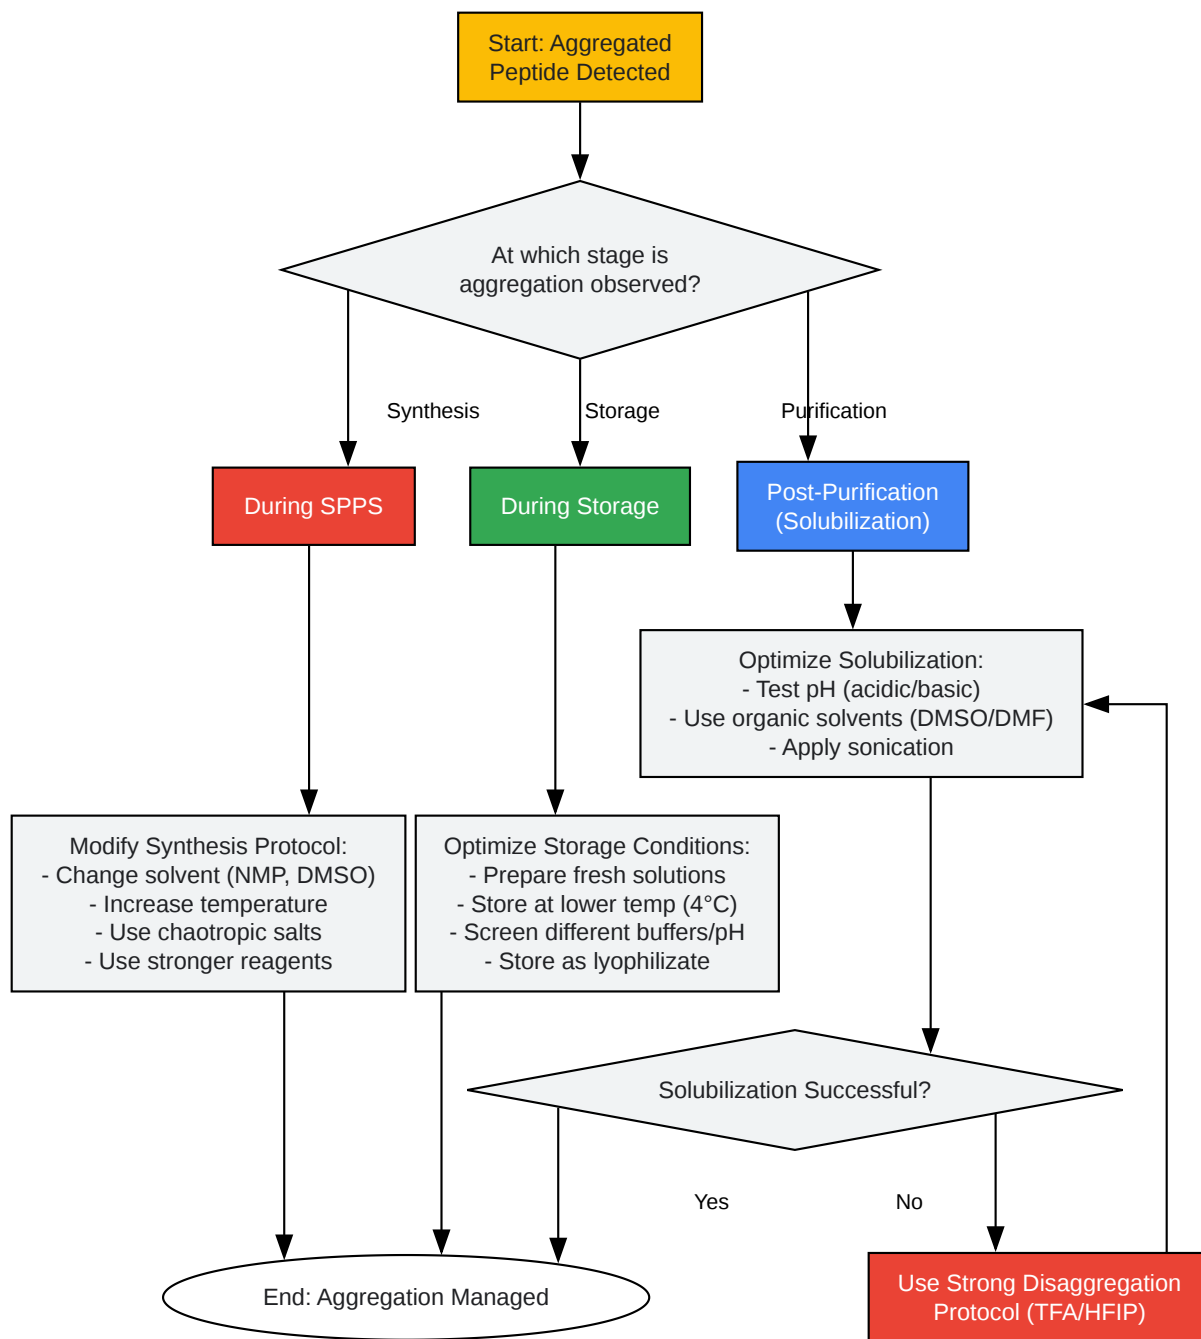 Start: Aggregated
Peptide Detected
At which stage is
aggregation observed?
Synthesis
Storage
Purification
During SPPS
During Storage
Post-Purification
(Solubilization)
Optimize Solubilization:
- Test pH (acidic/basic)
- Use organic solvents (DMSO/DMF)
- Apply sonication
Modify Synthesis Protocol:
- Change solvent (NMP, DMSO)
- Increase temperature
- Use chaotropic salts
- Use stronger reagents
Optimize Storage Conditions:
- Prepare fresh solutions
- Store at lower temp (4°C)
- Screen different buffers/pH
- Store as lyophilizate
Solubilization Successful?
Yes
No
End: Aggregation Managed
Use Strong Disaggregation
Protocol (TFA/HFIP)